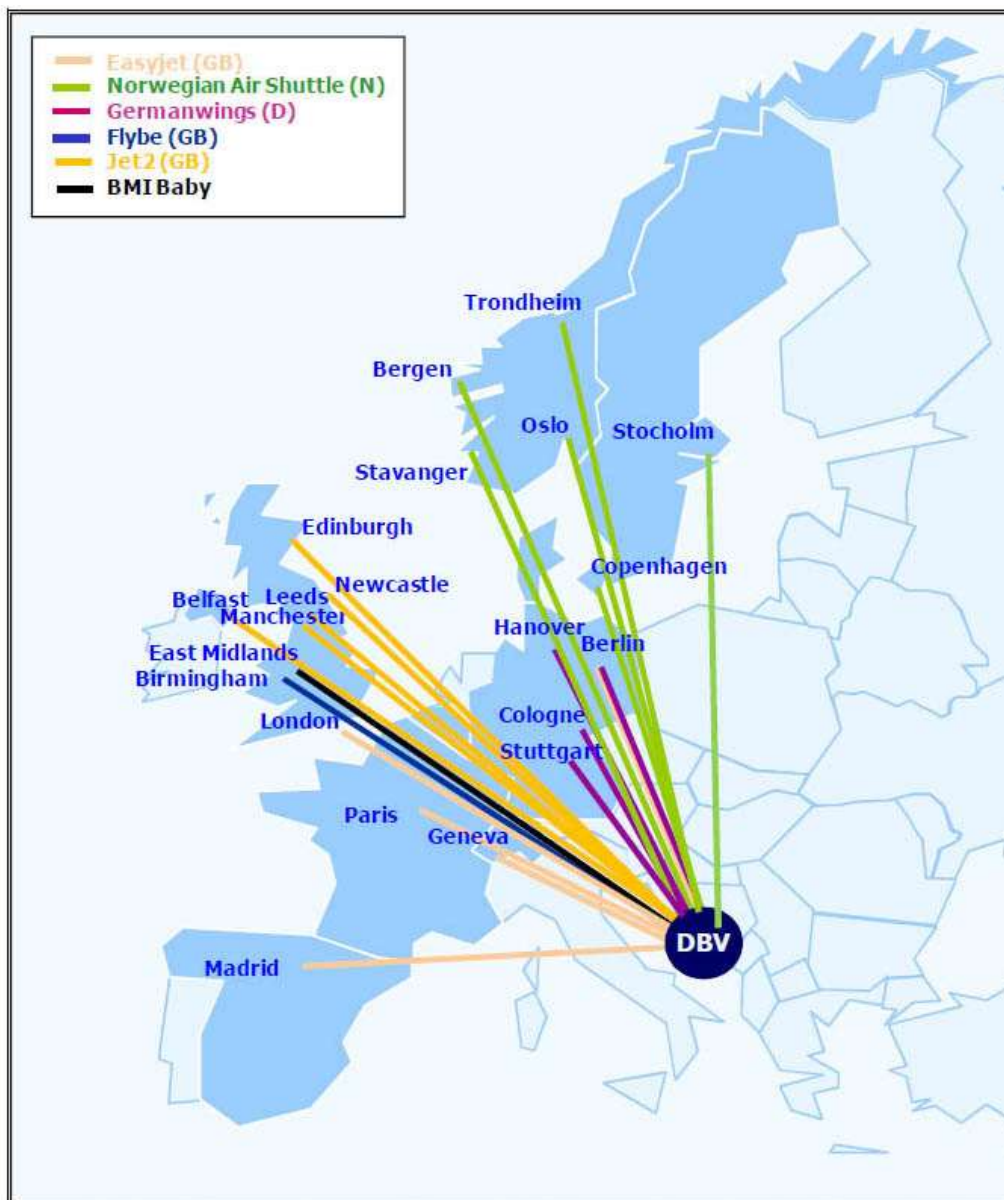 Easyjet (GB)
Norwegian Air Shuttle (N)
Germanwings (D)
Flybe (GB)
Jet2 (GB)
BMI Baby
Trondheim
Bergen
Oslo
Stocholm
Stavanger
Edinburgh
Copenhagen
Newcastle
Leeds
Belfast
Manchester
Hanover
Berlin
East Midlands
Birmingham
London
Cologne
Stuttgart
Paris
Geneva
DBV
Madrid